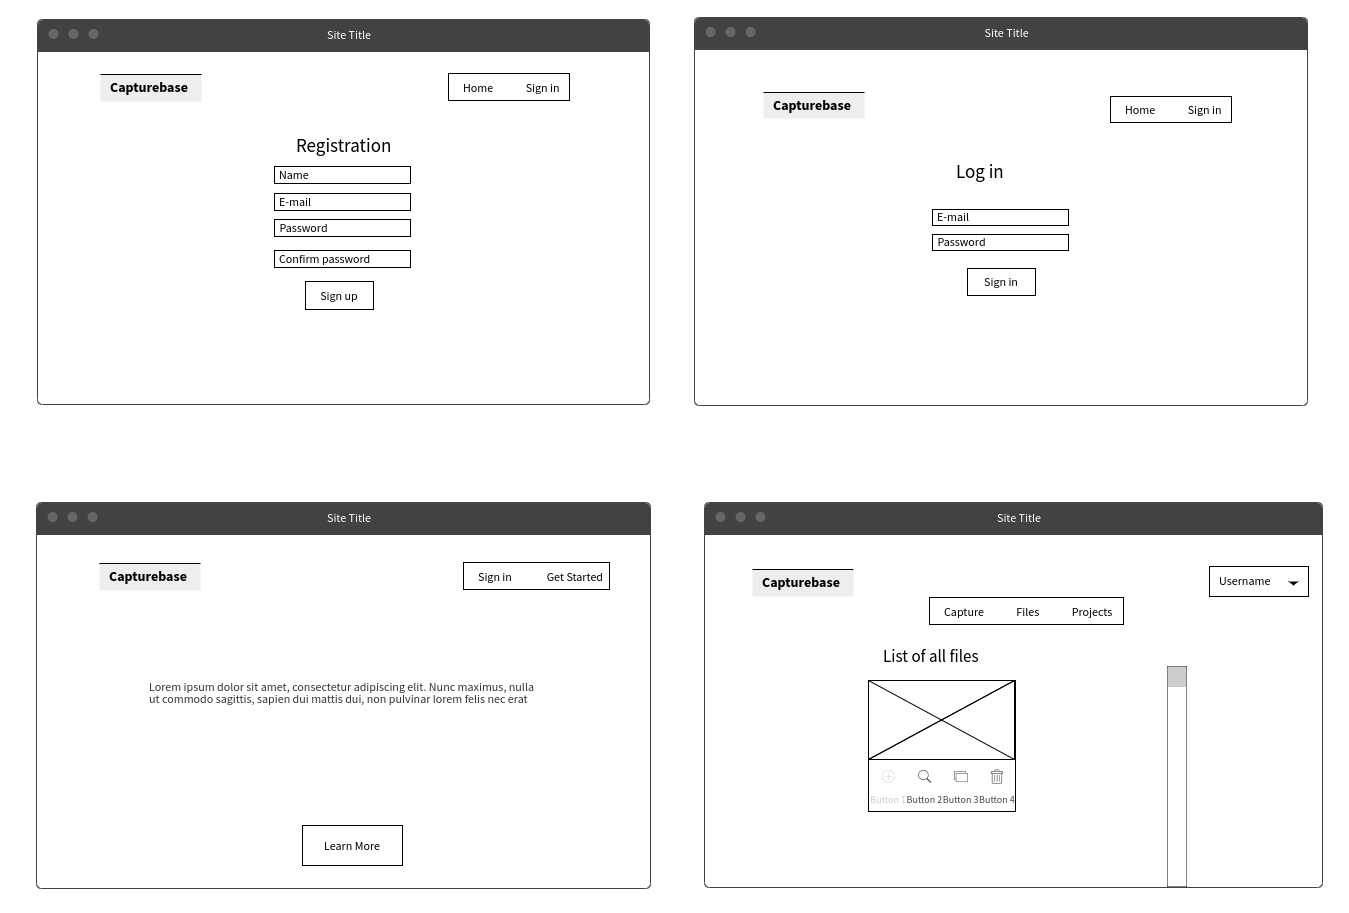 Site Title
Capturebase
Home Sign in
Registration
Name
E-mail
Password
Confirm password
Sign up
Site Title
Capturebase
Home Sign in
Log in
E-mail
Password
Sign in
Site Title
Capturebase
Sign in Get Started
Lorem ipsum dolor sit amet, consectetur adipiscing elit. Nunc maximus, nulla
ut commodo sagittis, sapien dui mattis dui, non pulvinar lorem felis nec erat
Learn More
Site Title
Capturebase
Username
Capture Files Projects
List of all files
Button 1 Button 2 Button 3 Button 4